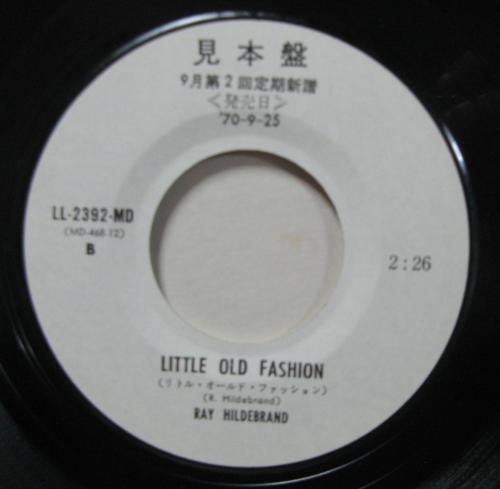 見本盤
9月第2回定期新譜
<発売日>
'70-9-25
LL-2392-MD
(MD-468-12)
B
2:26
LITTLE OLD FASHION
(リトル・オールド・ファッション)
(R. Hildebrand)
RAY HILDEBRAND